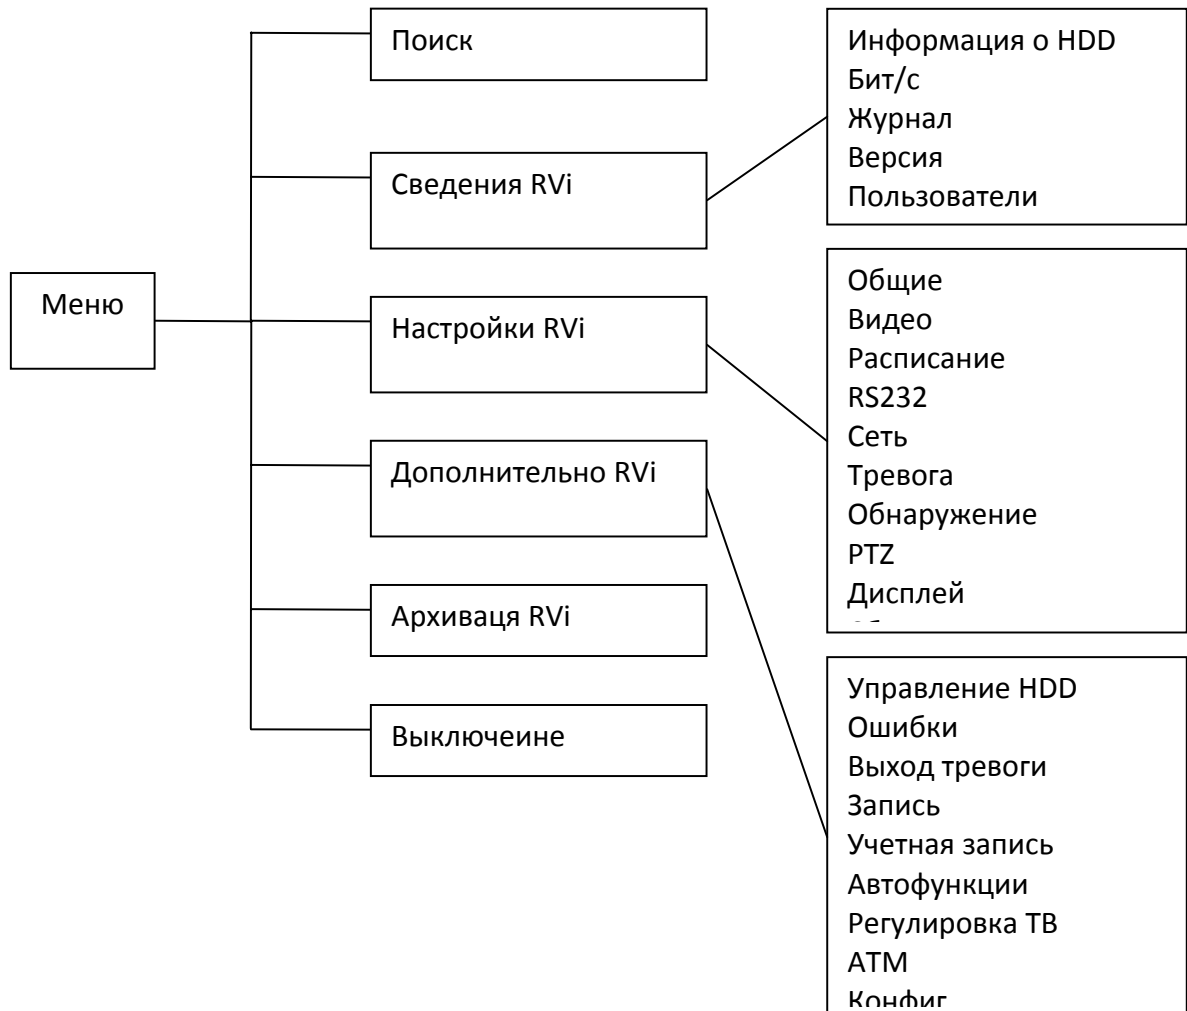 Меню
Поиск
Сведения RVi
Настройки RVi
Дополнительно RVi
Архиваця RVi
Выключеине
Информация о HDD
Бит/с
Журнал
Версия
Пользователи
Общие
Видео
Расписание
RS232
Сеть
Тревога
Обнаружение
PTZ
Дисплей
Управление HDD
Ошибки
Выход тревоги
Запись
Учетная запись
Автофункции
Регулировка ТВ
ATM
Конфиг